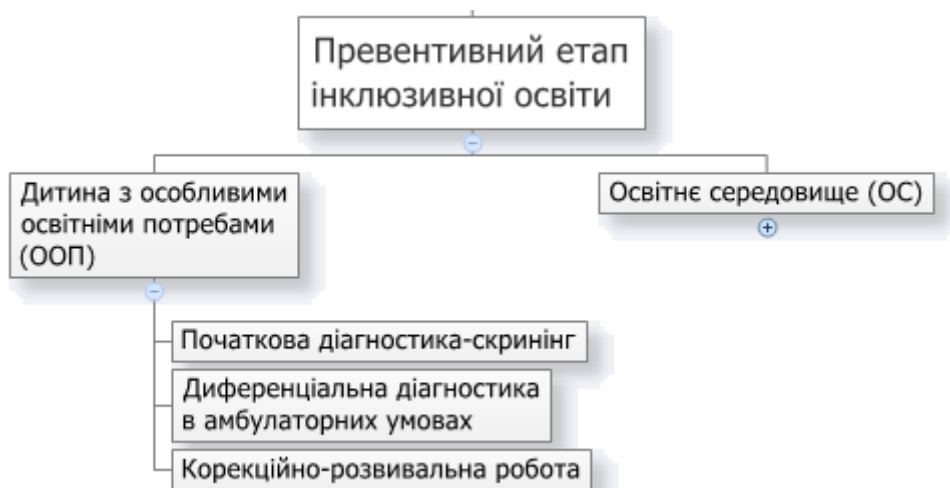 Превентивний етап
інклюзивної освіти
Дитина з особливими
освітніми потребами
(ООП)
Освітнє середовище (ОС)
Початкова діагностика-скринінг
Диференціальна діагностика
в амбулаторних умовах
Корекційно-розвивальна робота